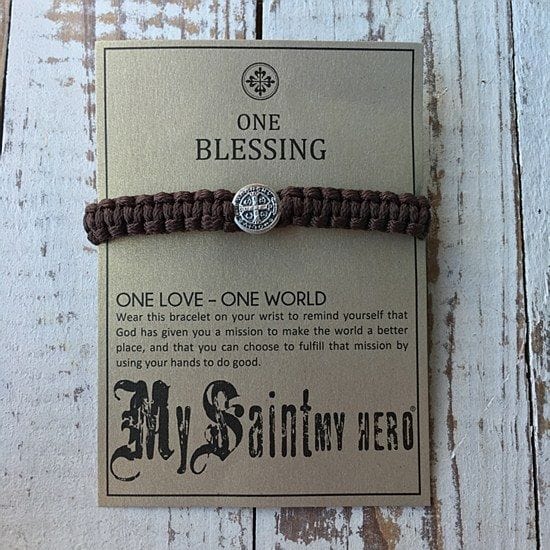 ONE
BLESSING
ONE LOVE – ONE WORLD
Wear this bracelet on your wrist to remind yourself that
God has given you a mission to make the world a better
place, and that you can choose to fulfill that mission by
using your hands to do good.
My Saint MY HERO®